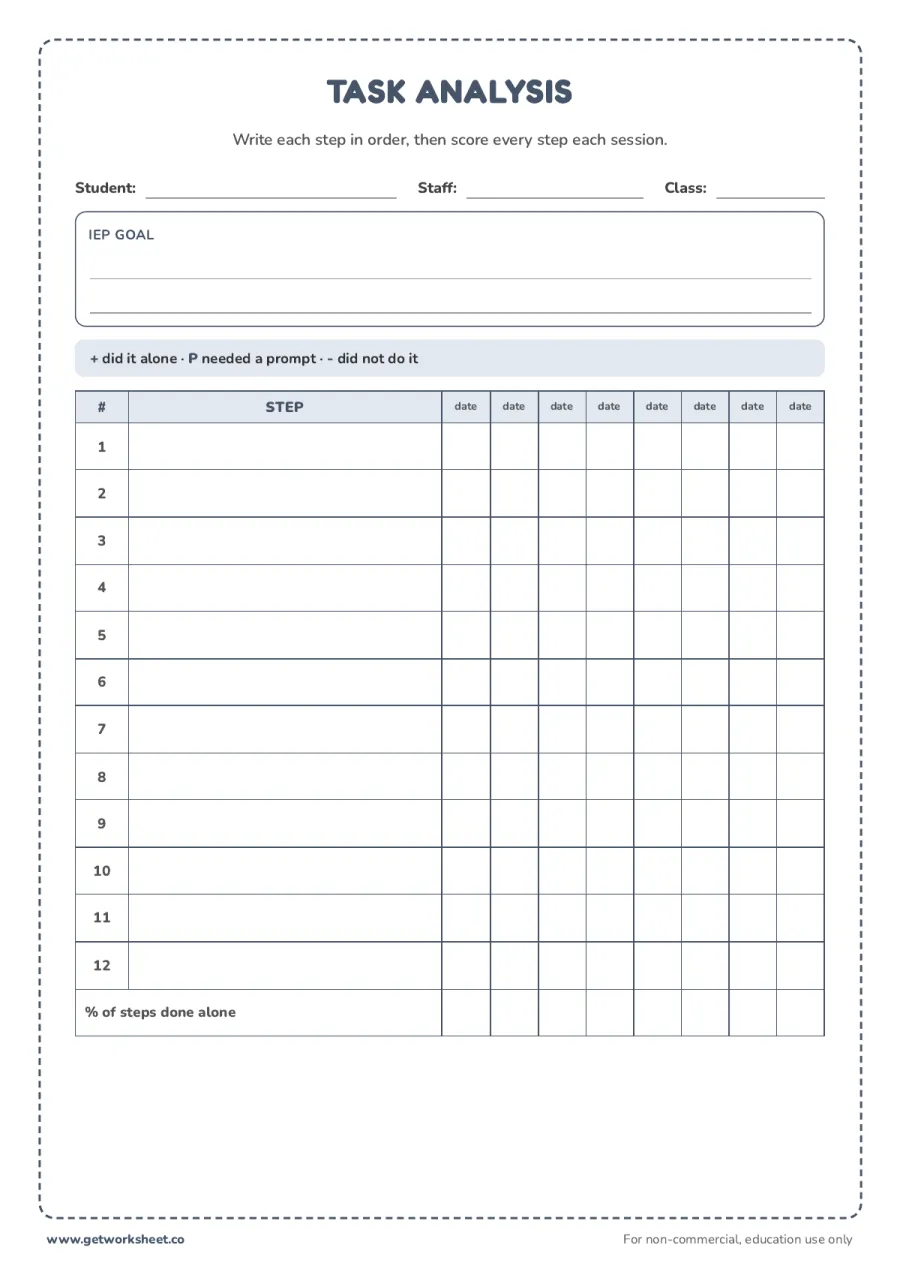 TASK ANALYSIS
Write each step in order, then score every step each session.
Student: Staff: Class:
IEP GOAL
+ did it alone · P needed a prompt · - did not do it
# STEP date date date date date date date date
1
2
3
4
5
6
7
8
9
10
11
12
% of steps done alone
www.getworksheet.co For non-commercial, education use only